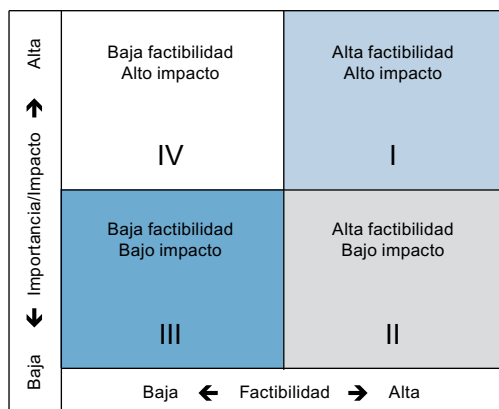 Baja factibilidad
Alto impacto
IV
Alta factibilidad
Alto impacto
I
Baja factibilidad
Bajo impacto
III
Alta factibilidad
Bajo impacto
II
Baja ← Importancia/Impacto → Alta
Baja ← Factibilidad → Alta